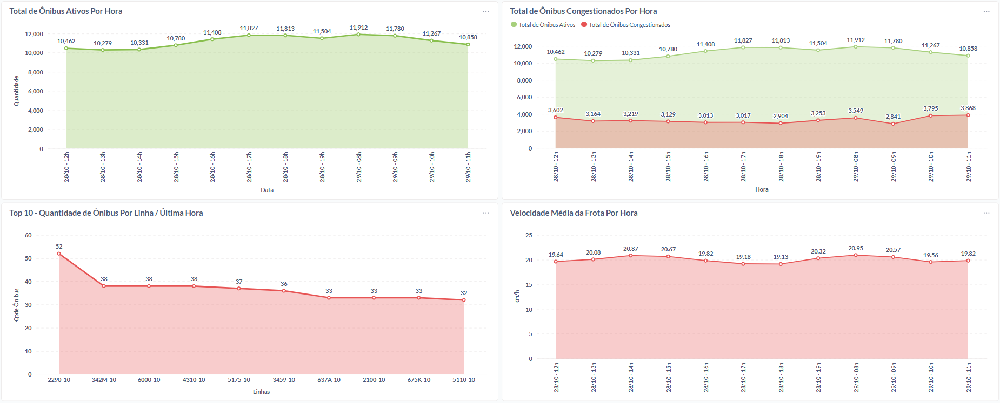 Total de Ônibus Ativos Por Hora
...
12,000
10,000
8,000
6,000
4,000
2,000
0
Quantidade
10,462
10,279
10,331
10,780
11,408
11,827
11,813
11,504
11,912
11,780
11,267
10,858
28/10 - 12h
28/10 - 13h
28/10 - 14h
28/10 - 15h
28/10 - 16h
28/10 - 17h
28/10 - 18h
28/10 - 19h
29/10 - 08h
29/10 - 09h
29/10 - 10h
29/10 - 11h
Data
Total de Ônibus Congestionados Por Hora
...
Total de Ônibus Ativos Total de Ônibus Congestionados
12,000
10,000
8,000
6,000
4,000
2,000
0
10,462
10,279
10,331
10,780
11,408
11,827
11,813
11,504
11,912
11,780
11,267
10,858
3,602
3,164
3,219
3,129
3,013
3,017
2,904
3,253
3,549
2,841
3,795
3,868
28/10 - 12h
28/10 - 13h
28/10 - 14h
28/10 - 15h
28/10 - 16h
28/10 - 17h
28/10 - 18h
28/10 - 19h
29/10 - 08h
29/10 - 09h
29/10 - 10h
29/10 - 11h
Hora
Top 10 - Quantidade de Ônibus Por Linha / Última Hora
...
60
50
40
30
20
10
0
Qtde Ônibus
52
38
38
38
37
36
33
33
33
32
2290-10
342M-10
6000-10
4310-10
5175-10
3459-10
637A-10
2100-10
675K-10
5110-10
Linhas
Velocidade Média da Frota Por Hora
...
25
20
15
10
5
0
km/h
19.64
20.08
20.87
20.67
19.82
19.18
19.13
20.32
20.95
20.57
19.56
19.82
28/10 - 12h
28/10 - 13h
28/10 - 14h
28/10 - 15h
28/10 - 16h
28/10 - 17h
28/10 - 18h
28/10 - 19h
29/10 - 08h
29/10 - 09h
29/10 - 10h
29/10 - 11h